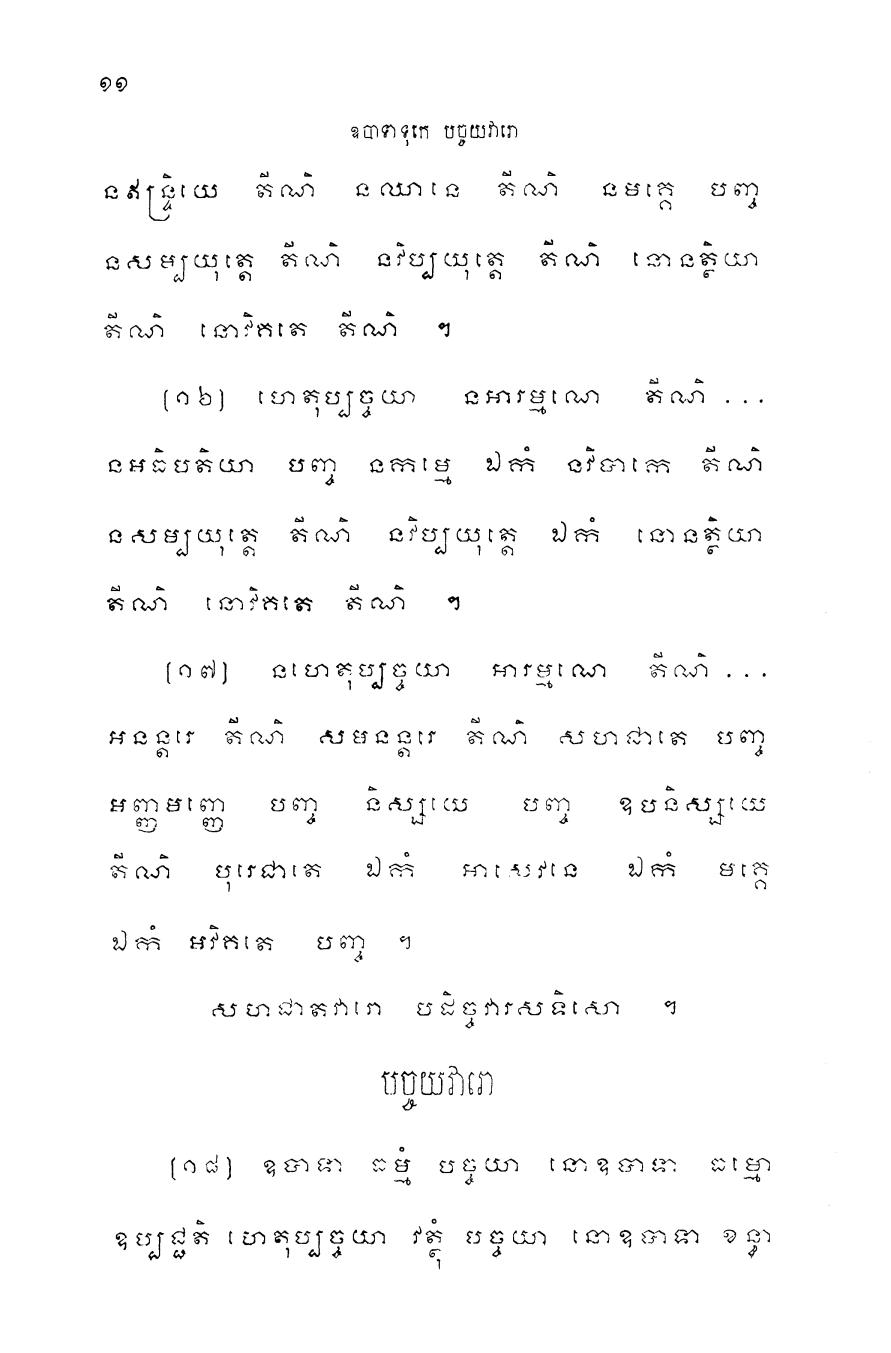 ១១
ឧបាទាទុកេ បច្ចយវារោ
នឥន្ទ្រិយេ តីណិ នឈានេ តីណិ នមគ្គេ បញ្ច
នសម្បយុត្តេ តីណិ នវិប្បយុត្តេ តីណិ នោនត្ថិយា
តីណិ នោវិគតេ តីណិ ។
(១៦) ហេតុប្បច្ចយា នអារម្មណេ តីណិ ...
នអធិបតិយា បញ្ច នកម្មេ ឯកំ នវិបាកេ តីណិ
នសម្បយុត្តេ តីណិ នវិប្បយុត្តេ ឯកំ នោនត្ថិយា
តីណិ នោវិគតេ តីណិ ។
(១៧) នហេតុប្បច្ចយា អារម្មណេ តីណិ ...
អនន្តរេ តីណិ សមនន្តរេ តីណិ សហជាតេ បញ្ច
អញ្ញមញ្ញេ បញ្ច និស្សយេ បញ្ច ឧបនិស្សយេ
តីណិ បុរេជាតេ ឯកំ អាសេវនេ ឯកំ មគ្គេ
ឯកំ អវិគតេ បញ្ច ។
សហជាតវារោ បដិច្ចវារសទិសោ ។
បច្ចយវារោ
(១៨) ឧបាទា ធម្មំ បច្ចយា នោឧបាទា ធម្មោ
ឧប្បជ្ជតិ ហេតុប្បច្ចយា វត្ថុំ បច្ចយា នោឧបាទា ខន្ធា